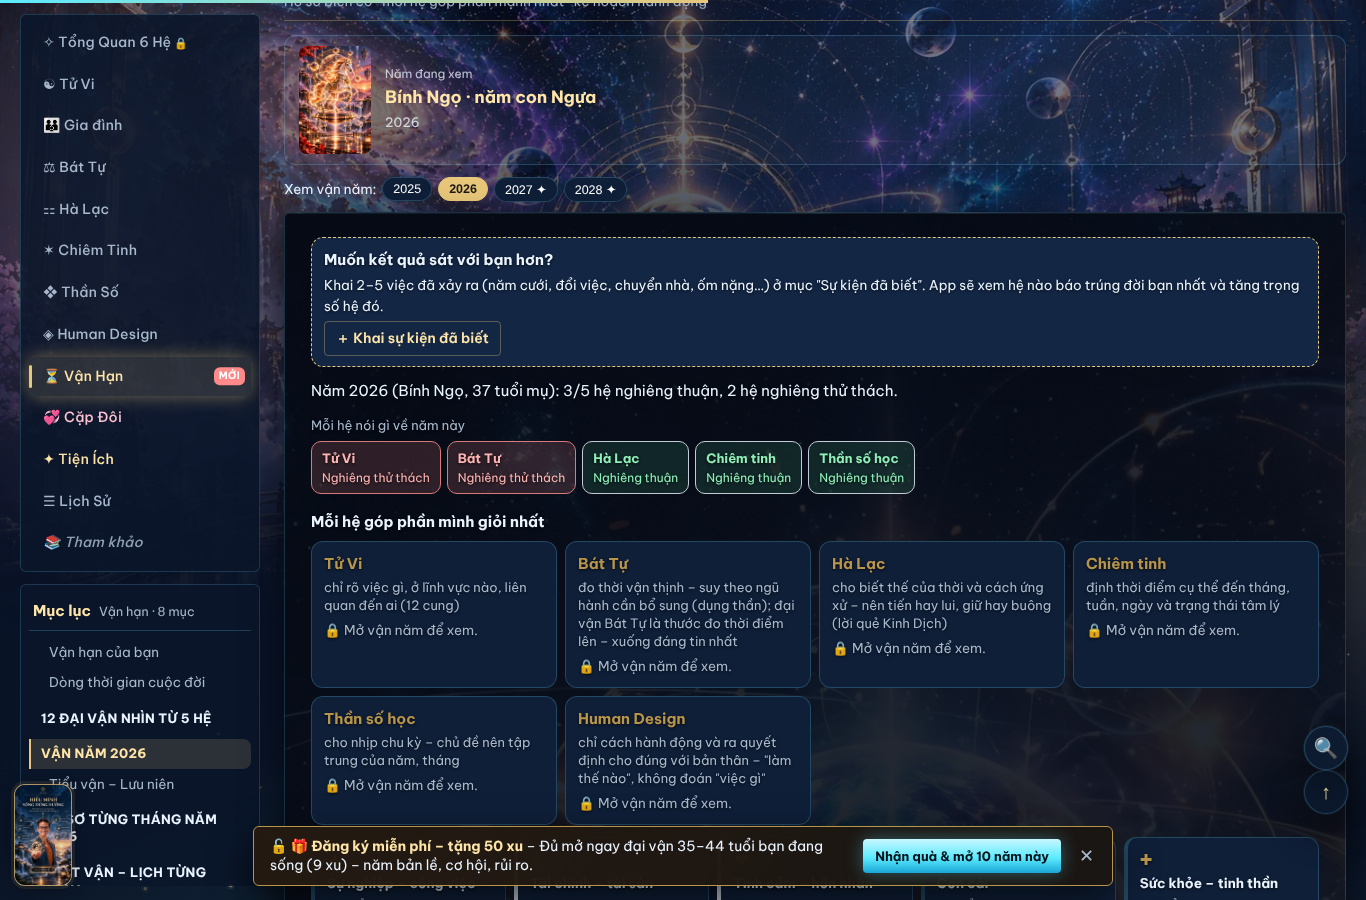 ✧ Tổng Quan 6 Hệ 🔒
☯ Tử Vi
👪 Gia đình
⚖ Bát Tự
⚏ Hà Lạc
✶ Chiêm Tinh
❖ Thần Số
◈ Human Design
⏳ Vận Hạn MỚI
💞 Cặp Đôi
✦ Tiện Ích
☰ Lịch Sử
📚 Tham khảo
Mục lục Vận hạn · 8 mục
Vận hạn của bạn
Dòng thời gian cuộc đời
12 ĐẠI VẬN NHÌN TỪ 5 HỆ
VẬN NĂM 2026
Tiểu vận – Lưu niên
SƠ TỪNG THÁNG NĂM
VẬN – LỊCH TỪNG
Năm đang xem
Bính Ngọ · năm con Ngựa
2026
Xem vận năm: 2025 2026 2027 ✦ 2028 ✦
Muốn kết quả sát với bạn hơn?
Khai 2–5 việc đã xảy ra (năm cưới, đổi việc, chuyển nhà, ốm nặng...) ở mục "Sự kiện đã biết". App sẽ xem hệ nào báo trúng đời bạn nhất và tăng trọng
số hệ đó.
+ Khai sự kiện đã biết
Năm 2026 (Bính Ngọ, 37 tuổi mụ): 3/5 hệ nghiêng thuận, 2 hệ nghiêng thử thách.
Mỗi hệ nói gì về năm này
Tử Vi
Nghiêng thử thách
Bát Tự
Nghiêng thử thách
Hà Lạc
Nghiêng thuận
Chiêm tinh
Nghiêng thuận
Thần số học
Nghiêng thuận
Mỗi hệ góp phần mình giỏi nhất
Tử Vi
chỉ rõ việc gì, ở lĩnh vực nào, liên
quan đến ai (12 cung)
🔒 Mở vận năm để xem.
Bát Tự
đo thời vận thịnh – suy theo ngũ
hành cần bổ sung (dụng thần); đại
vận Bát Tự là thước đo thời điểm
lên – xuống đáng tin nhất
🔒 Mở vận năm để xem.
Hà Lạc
cho biết thế của thời và cách ứng
xử – nên tiến hay lui, giữ hay buông
(lời quẻ Kinh Dịch)
🔒 Mở vận năm để xem.
Chiêm tinh
định thời điểm cụ thể đến tháng,
tuần, ngày và trạng thái tâm lý
🔒 Mở vận năm để xem.
Thần số học
cho nhịp chu kỳ – chủ đề nên tập
trung của năm, tháng
🔒 Mở vận năm để xem.
Human Design
chỉ cách hành động và ra quyết
định cho đúng với bản thân – "làm
thế nào", không đoán "việc gì"
🔒 Mở vận năm để xem.
🔓 🎁 Đăng ký miễn phí – tặng 50 xu – Đủ mở ngay đại vận 35–44 tuổi bạn đang
sống (9 xu) – năm bản lề, cơ hội, rủi ro.
Nhận quà & mở 10 năm này ✕
Sức khỏe – tinh thần